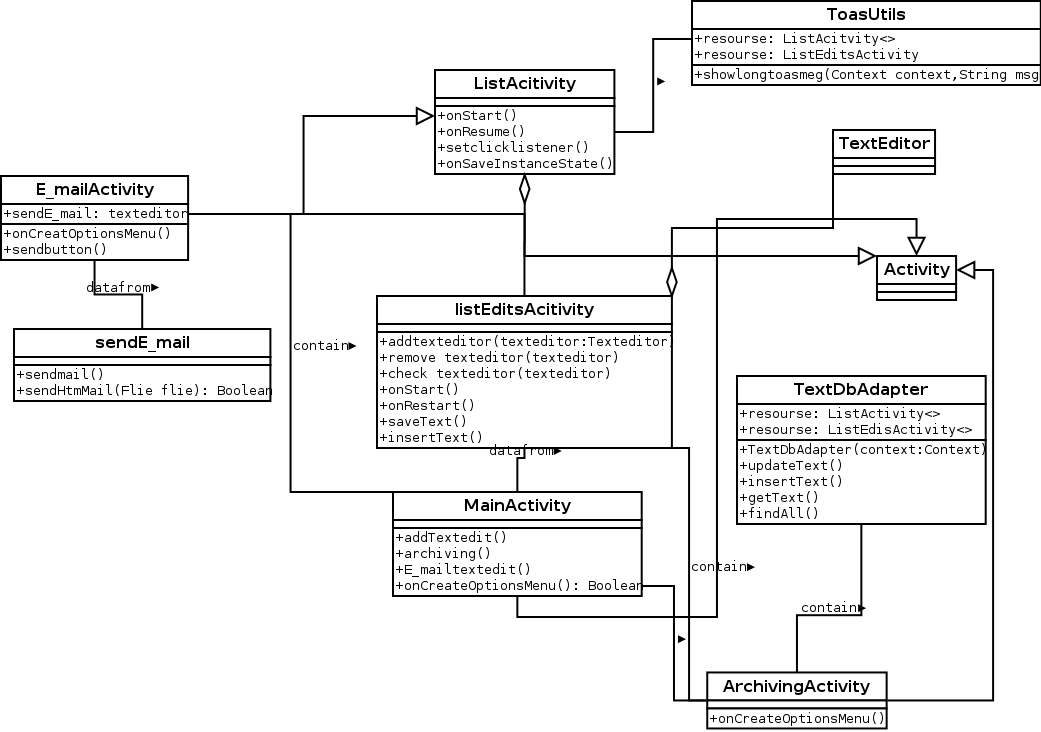 ToasUtils
+resourse: ListAcitvity<>
+resourse: ListEditsActivity
+showlongtoasmeg(Context context,String msg
ListAcitivity
+onStart()
+onResume()
+setclicklistener()
+onSaveInstanceState()
TextEditor
E_mailActivity
+sendE_mail: texteditor
+onCreatOptionsMenu()
+sendbutton()
Activity
datafrom
listEditsAcitivity
+addtexteditor(texteditor:Texteditor)
+remove texteditor(texteditor)
+check texteditor(texteditor)
+onStart()
+onRestart()
+saveText()
+insertText()
sendE_mail
+sendmail()
+sendHtmMail(Flie flie): Boolean
contain
TextDbAdapter
+resourse: ListActivity<>
+resourse: ListEdisActivity<>
+TextDbAdapter(context:Context)
+updateText()
+insertText()
+getText()
+findAll()
datafrom
MainActivity
+addTextedit()
+archiving()
+E_mailtextedit()
+onCreateOptionsMenu(): Boolean
contain
contain
ArchivingActivity
+onCreateOptionsMenu()